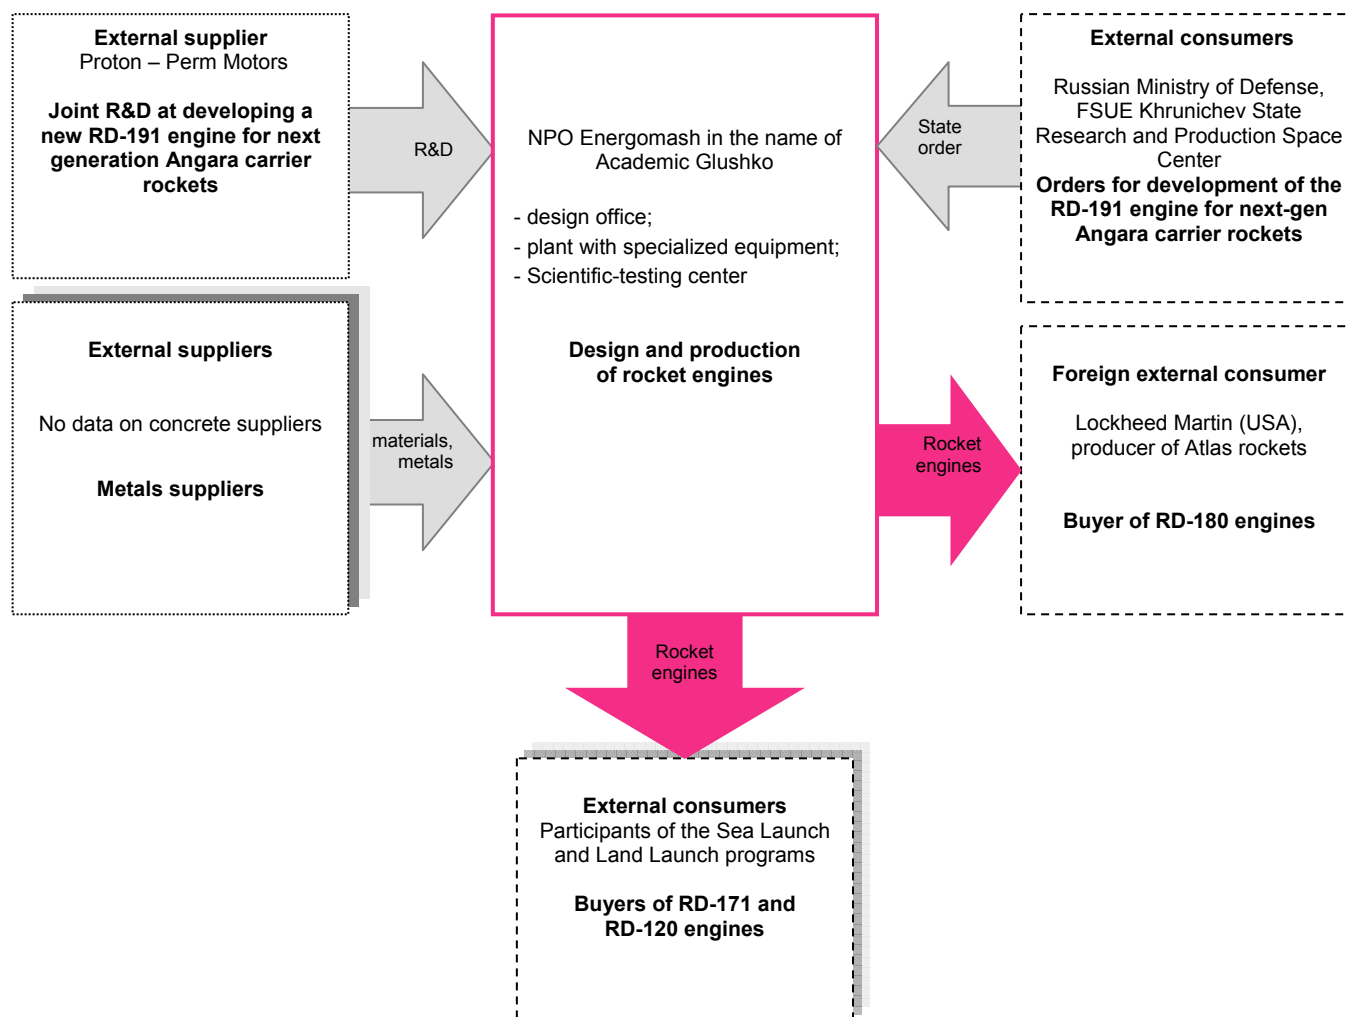 External supplier
Proton – Perm Motors
Joint R&D at developing a
new RD-191 engine for next
generation Angara carrier
rockets
R&D
NPO Energomash in the name of
Academic Glushko
- design office;
- plant with specialized equipment;
- Scientific-testing center
Design and production
of rocket engines
State
order
External consumers
Russian Ministry of Defense,
FSUE Khrunichev State
Research and Production Space
Center
Orders for development of the
RD-191 engine for next-gen
Angara carrier rockets
External suppliers
No data on concrete suppliers
Metals suppliers
materials,
metals
Rocket
engines
Foreign external consumer
Lockheed Martin (USA),
producer of Atlas rockets
Buyer of RD-180 engines
Rocket
engines
External consumers
Participants of the Sea Launch
and Land Launch programs
Buyers of RD-171 and
RD-120 engines